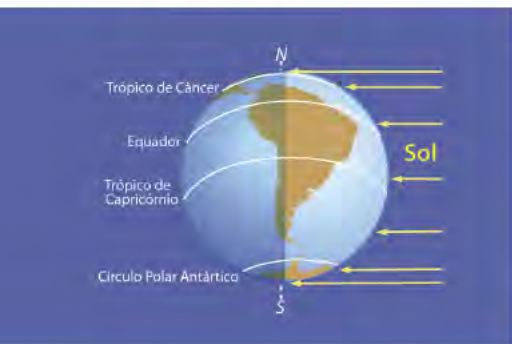 N
Trópico de Câncer
Equador
Sol
Trópico de
Capricórnio
Círculo Polar Antártico
S